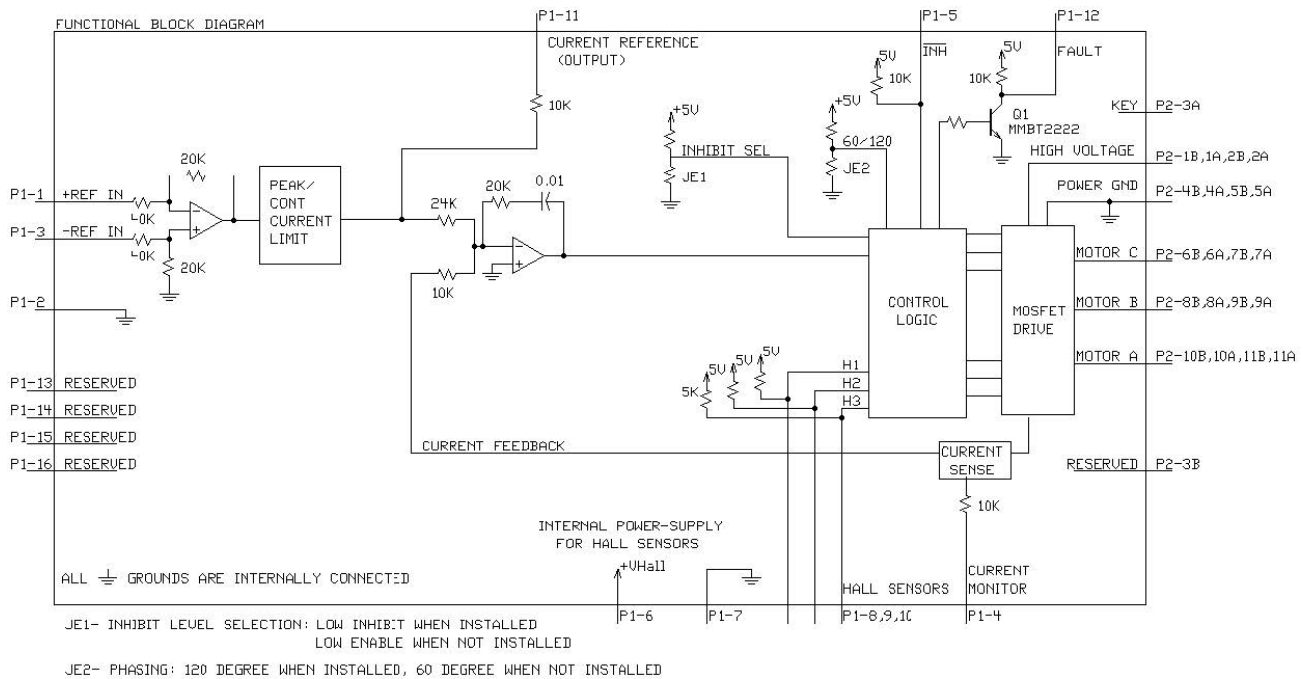 P1-11
P1-5
P1-12
FUNCTIONAL BLOCK DIAGRAM
CURRENT REFERENCE
(OUTPUT)
5V
INH
5V
FAULT
10K
10K
10K
KEY
P2-3A
+5V
+5V
Q1
MMBT2222
INHIBIT SEL
60/120
HIGH VOLTAGE
P2-1B,1A,2B,2A
JE1
JE2
20K
PEAK/
CONT
CURRENT
LIMIT
20K
0.01
POWER GND
P2-4B,4A,5B,5A
P1-1
+REF IN
24K
P1-3
-REF IN
20K
10K
MOTOR C
P2-6B,6A,7B,7A
P1-2
CONTROL
LOGIC
MOSFET
DRIVE
MOTOR B
P2-8B,8A,9B,9A
MOTOR A
P2-10B,10A,11B,11A
5V
5V
5V
5K
H1
H2
H3
P1-13 RESERVED
P1-14 RESERVED
P1-15 RESERVED
P1-16 RESERVED
CURRENT FEEDBACK
CURRENT
SENSE
RESERVED
P2-3B
10K
INTERNAL POWER-SUPPLY
FOR HALL SENSORS
+VHall
ALL GROUNDS ARE INTERNALLY CONNECTED
HALL SENSORS
CURRENT
MONITOR
P1-6
P1-7
P1-8,9,10
P1-4
JE1- INHIBIT LEVEL SELECTION: LOW INHIBIT WHEN INSTALLED
LOW ENABLE WHEN NOT INSTALLED
JE2- PHASING: 120 DEGREE WHEN INSTALLED, 60 DEGREE WHEN NOT INSTALLED